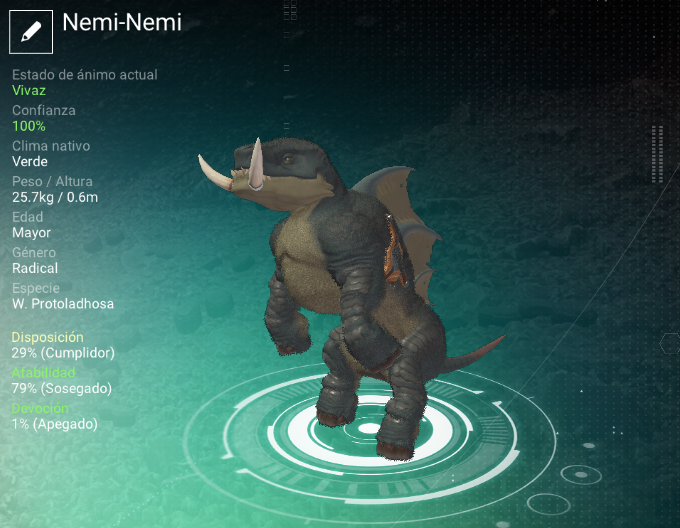 Nemi-Nemi
Estado de ánimo actual
Vivaz
Confianza
100%
Clima nativo
Verde
Peso / Altura
25.7kg / 0.6m
Edad
Mayor
Género
Radical
Especie
W. Protoladhosa
Disposición
29% (Cumplidor)
Afabilidad
79% (Sosegado)
Devoción
1% (Apegado)